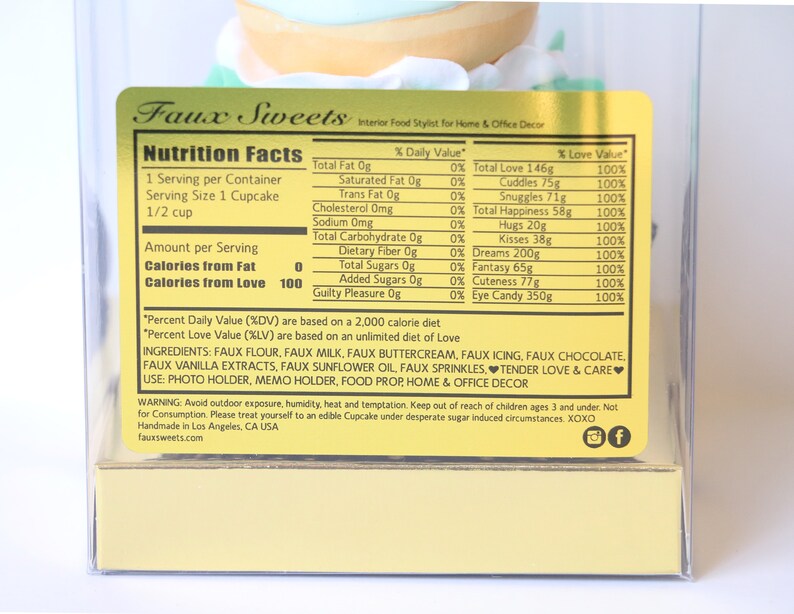 Faux Sweets Interior Food Stylist for Home & Office Decor
Nutrition Facts
1 Serving per Container
Serving Size 1 Cupcake
1/2 cup
Amount per Serving
Calories from Fat 0
Calories from Love 100
% Daily Value*
Total Fat 0g 0%
Saturated Fat 0g 0%
Trans Fat 0g 0%
Cholesterol 0mg 0%
Sodium 0mg 0%
Total Carbohydrate 0g 0%
Dietary Fiber 0g 0%
Total Sugars 0g 0%
Added Sugars 0g 0%
Guilty Pleasure 0g 0%
% Love Value*
Total Love 146g 100%
Cuddles 75g 100%
Snuggles 71g 100%
Total Happiness 58g 100%
Hugs 20g 100%
Kisses 38g 100%
Dreams 200g 100%
Fantasy 65g 100%
Cuteness 77g 100%
Eye Candy 350g 100%
*Percent Daily Value (%DV) are based on a 2,000 calorie diet
*Percent Love Value (%LV) are based on an unlimited diet of Love
INGREDIENTS: FAUX FLOUR, FAUX MILK, FAUX BUTTERCREAM, FAUX ICING, FAUX CHOCOLATE,
FAUX VANILLA EXTRACTS, FAUX SUNFLOWER OIL, FAUX SPRINKLES, ♥TENDER LOVE & CARE♥
USE: PHOTO HOLDER, MEMO HOLDER, FOOD PROP, HOME & OFFICE DECOR
WARNING: Avoid outdoor exposure, humidity, heat and temptation. Keep out of reach of children ages 3 and under. Not
for Consumption. Please treat yourself to an edible Cupcake under desperate sugar induced circumstances. XOXO
Handmade in Los Angeles, CA USA
fauxsweets.com